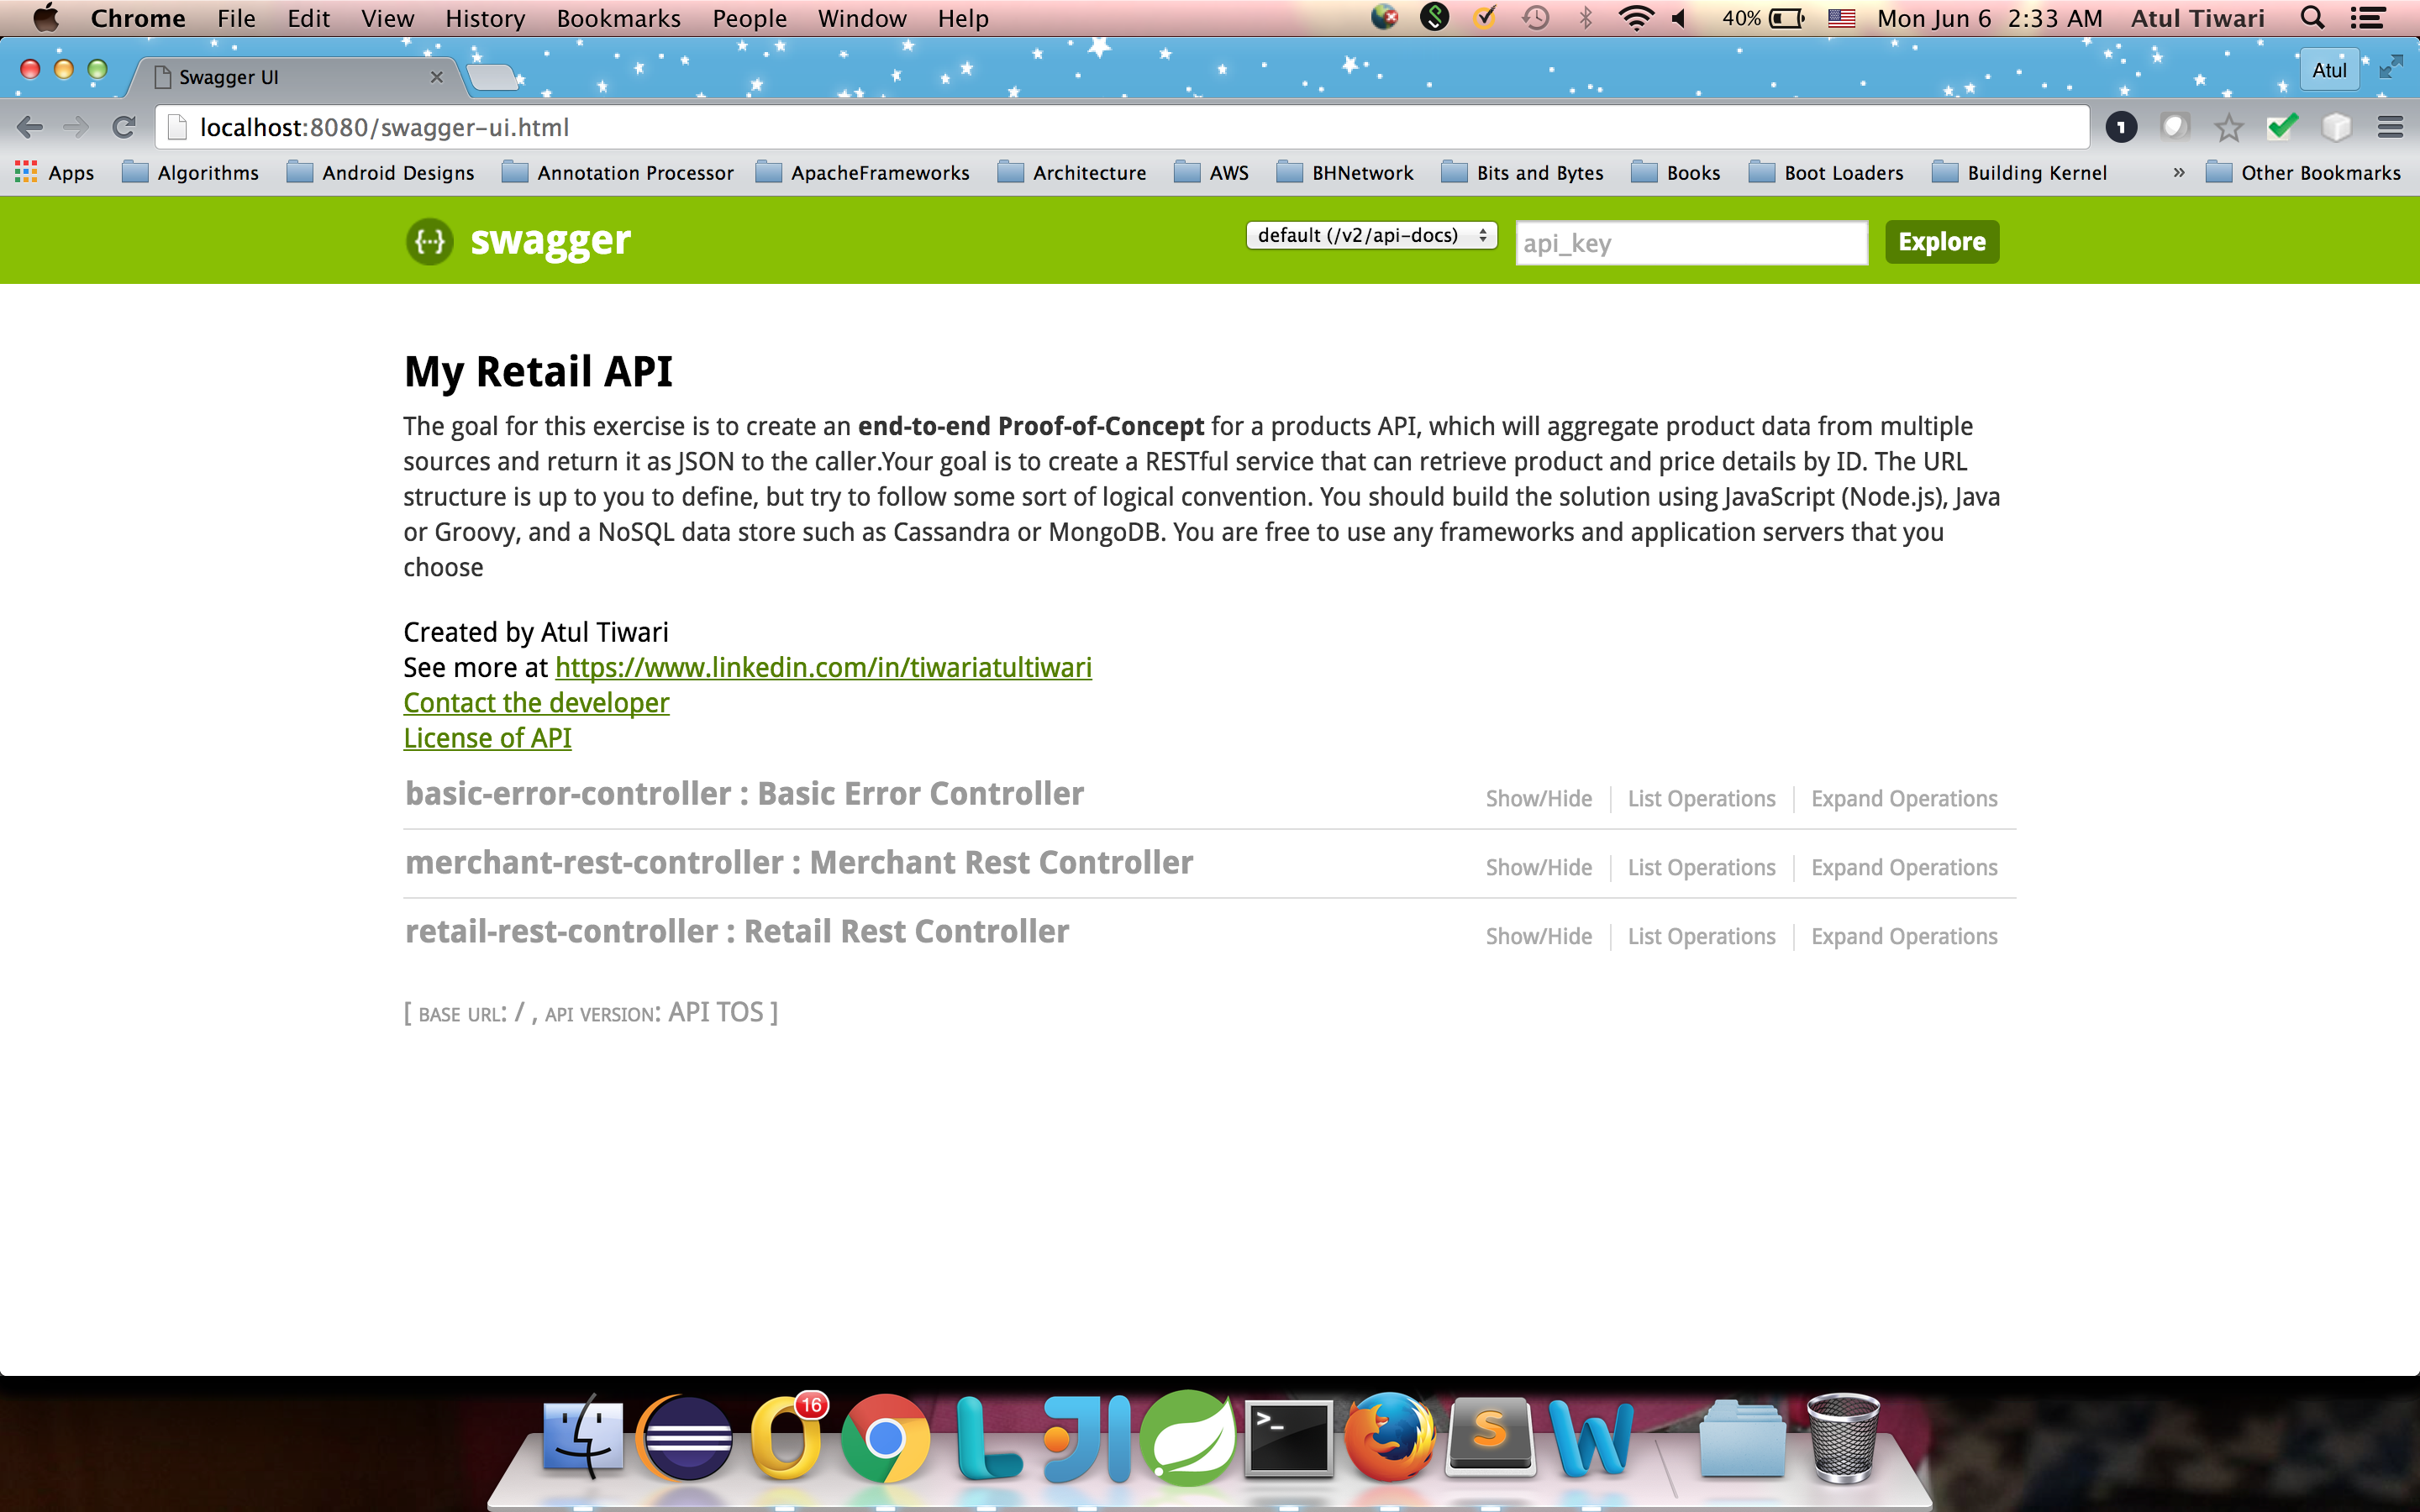 Chrome File Edit View History Bookmarks People Window Help 40% Mon Jun 6 2:33 AM Atul Tiwari
Swagger UI Atul
localhost:8080/swagger-ui.html 1
Apps Algorithms Android Designs Annotation Processor ApacheFrameworks Architecture AWS BHNetwork Bits and Bytes Books Boot Loaders Building Kernel » Other Bookmarks
{···} swagger default (/v2/api-docs) api_key Explore
My Retail API
The goal for this exercise is to create an end-to-end Proof-of-Concept for a products API, which will aggregate product data from multiple
sources and return it as JSON to the caller.Your goal is to create a RESTful service that can retrieve product and price details by ID. The URL
structure is up to you to define, but try to follow some sort of logical convention. You should build the solution using JavaScript (Node.js), Java
or Groovy, and a NoSQL data store such as Cassandra or MongoDB. You are free to use any frameworks and application servers that you
choose
Created by Atul Tiwari
See more at https://www.linkedin.com/in/tiwariatultiwari
Contact the developer
License of API
basic-error-controller : Basic Error Controller Show/Hide List Operations Expand Operations
merchant-rest-controller : Merchant Rest Controller Show/Hide List Operations Expand Operations
retail-rest-controller : Retail Rest Controller Show/Hide List Operations Expand Operations
[ BASE URL: / , API VERSION: API TOS ]
16